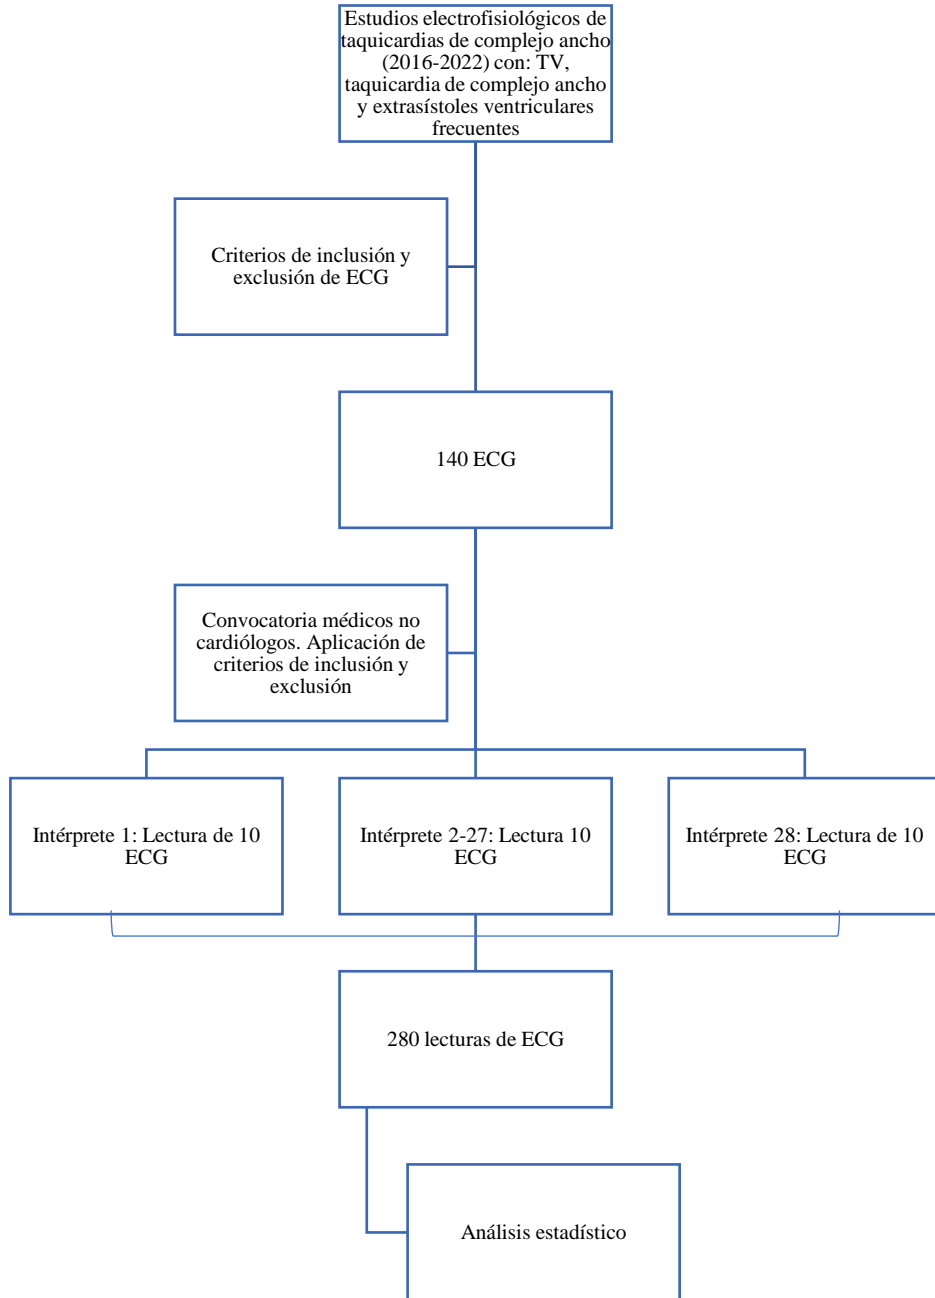 Estudios electrofisiológicos de
taquicardias de complejo ancho
(2016-2022) con: TV,
taquicardia de complejo ancho
y extrasístoles ventriculares
frecuentes
Criterios de inclusión y
exclusión de ECG
140 ECG
Convocatoria médicos no
cardiólogos. Aplicación de
criterios de inclusión y
exclusión
Intérprete 1: Lectura de 10
ECG
Intérprete 2-27: Lectura 10
ECG
Intérprete 28: Lectura de 10
ECG
280 lecturas de ECG
Análisis estadístico